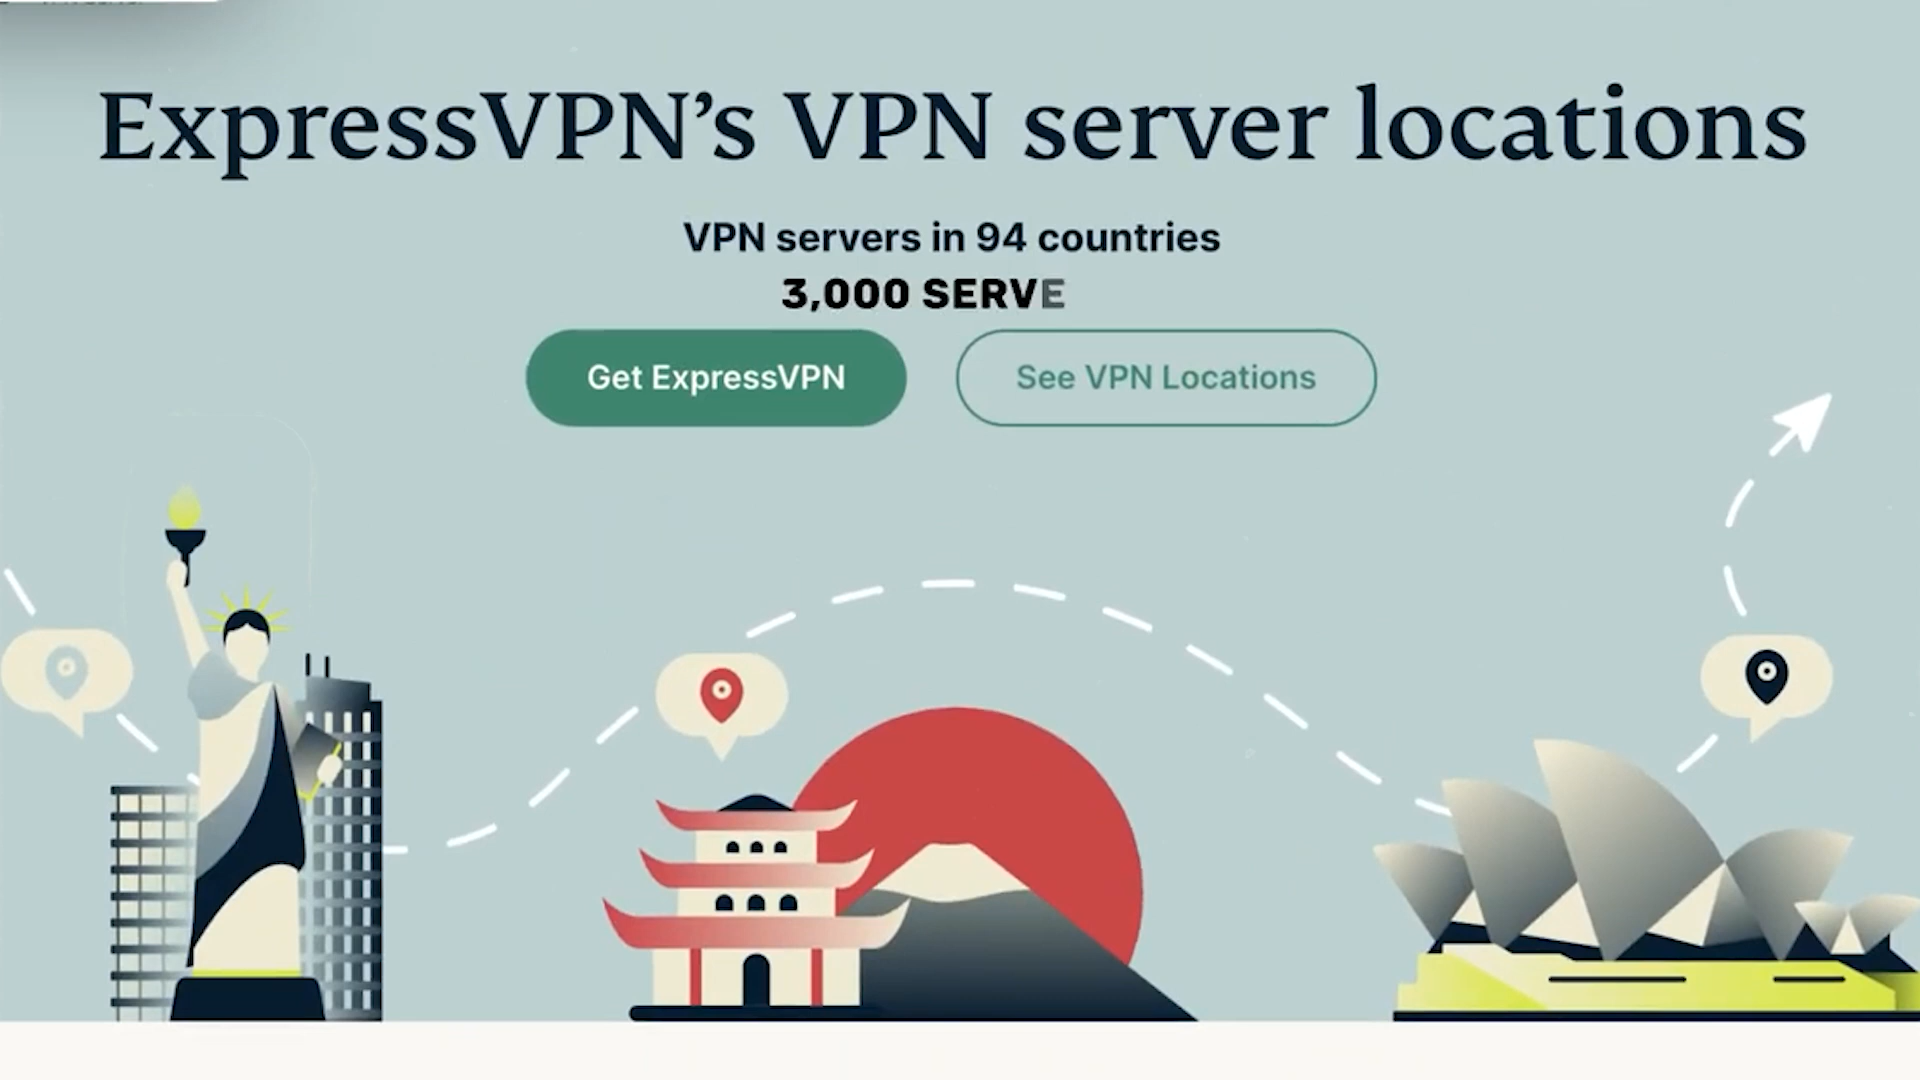 ExpressVPN’s VPN server locations
VPN servers in 94 countries
3,000 SERVE
Get ExpressVPN
See VPN Locations